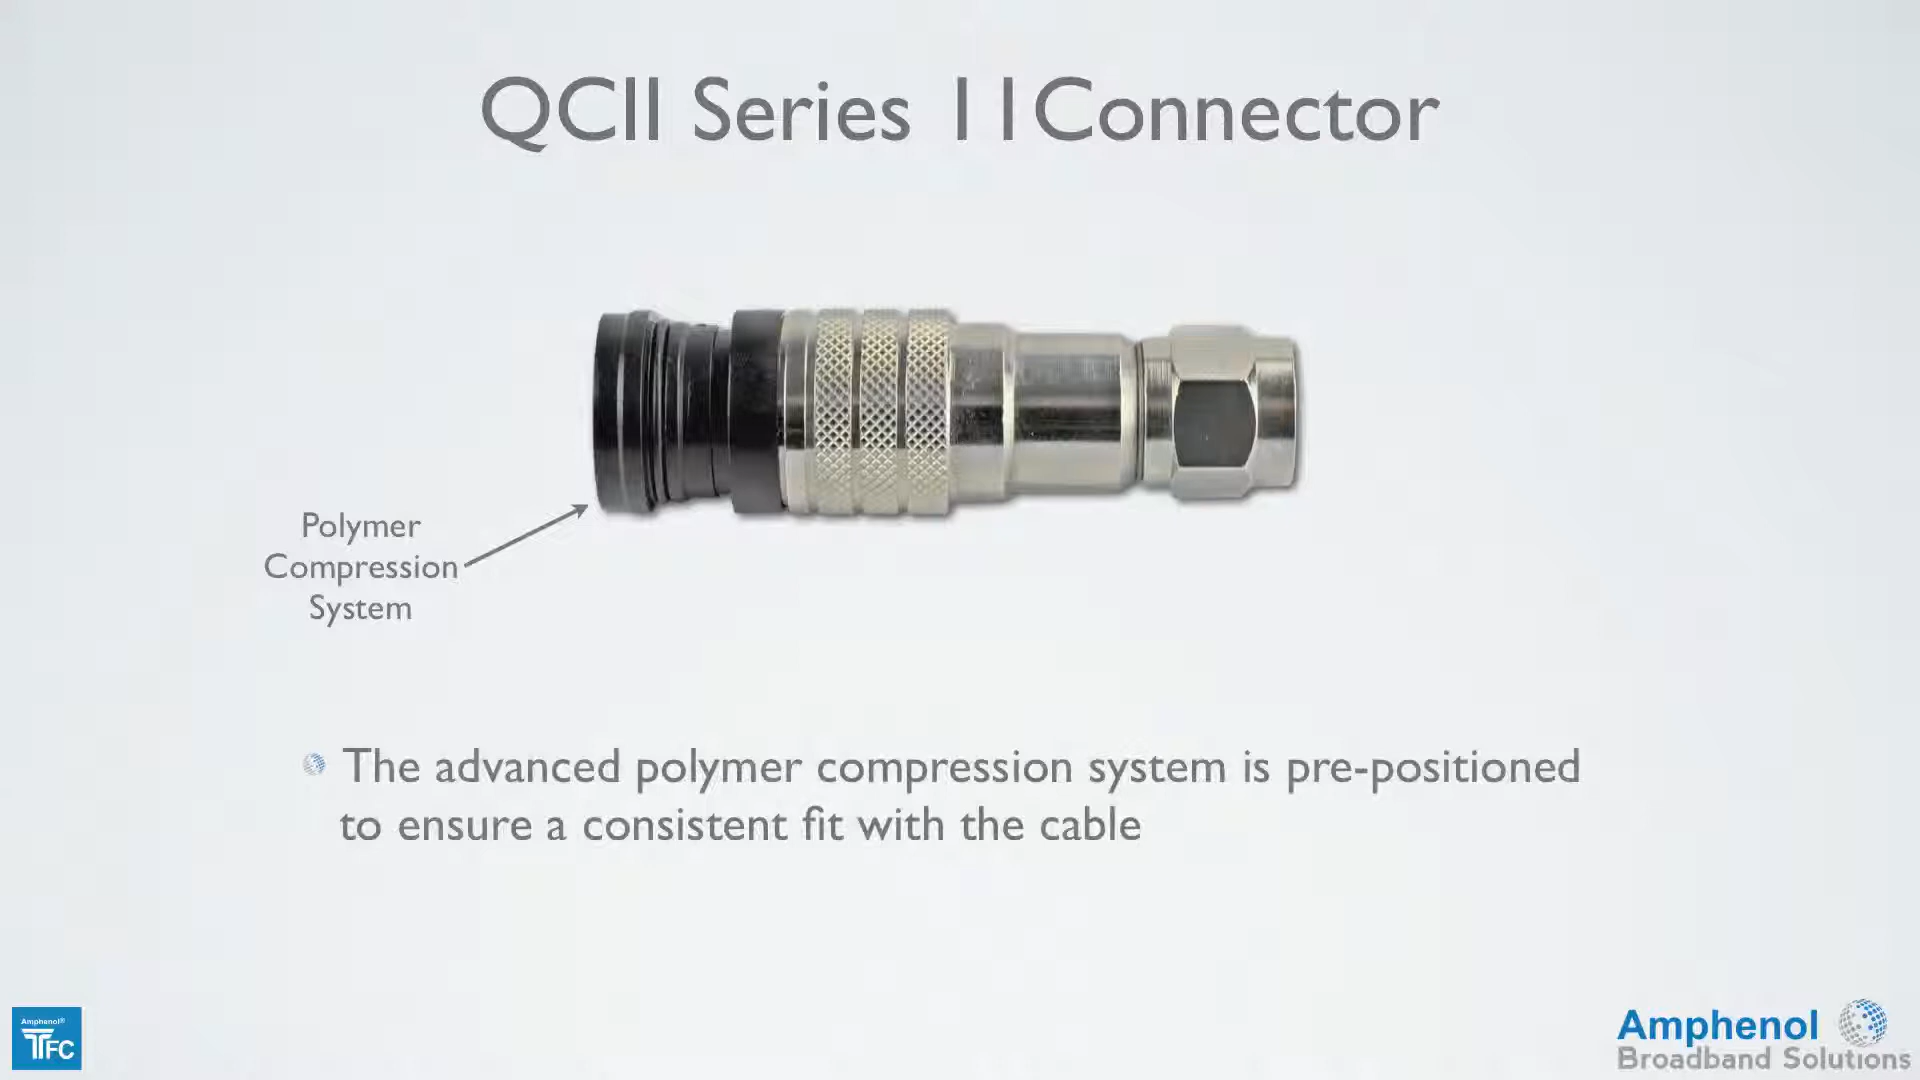 QCII Series 11Connector
Polymer
Compression
System
The advanced polymer compression system is pre-positioned
to ensure a consistent fit with the cable
Amphenol®
TFC
Amphenol
Broadband Solutions